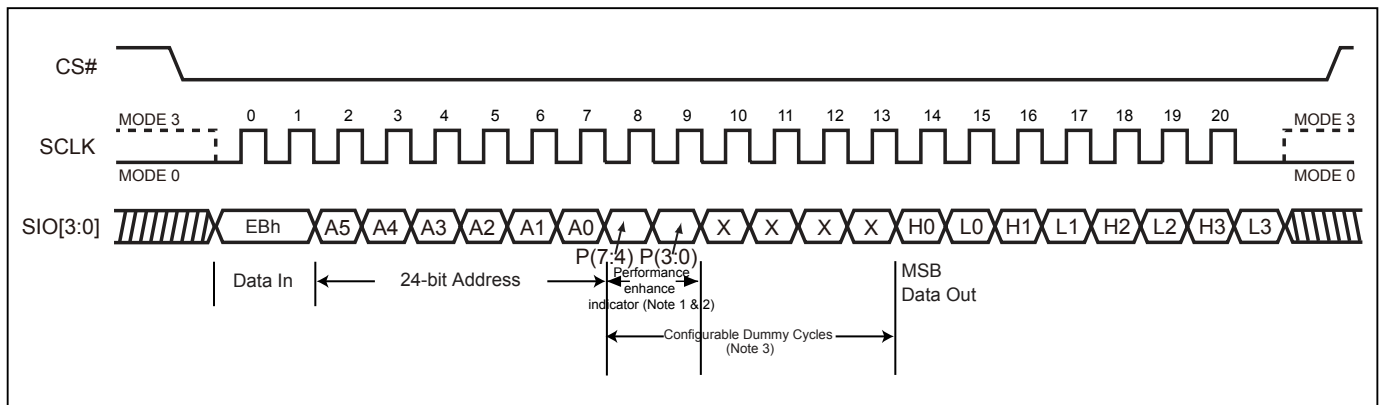 CS#
MODE 3 0 1 2 3 4 5 6 7 8 9 10 11 12 13 14 15 16 17 18 19 20 MODE 3
SCLK
MODE 0 MODE 0
SIO[3:0] EBh A5 A4 A3 A2 A1 A0 X X X X H0 L0 H1 L1 H2 L2 H3 L3
P(7:4) P(3:0)
Data In 24-bit Address
Performance
enhance
indicator (Note 1 & 2)
MSB
Data Out
Configurable Dummy Cycles
(Note 3)